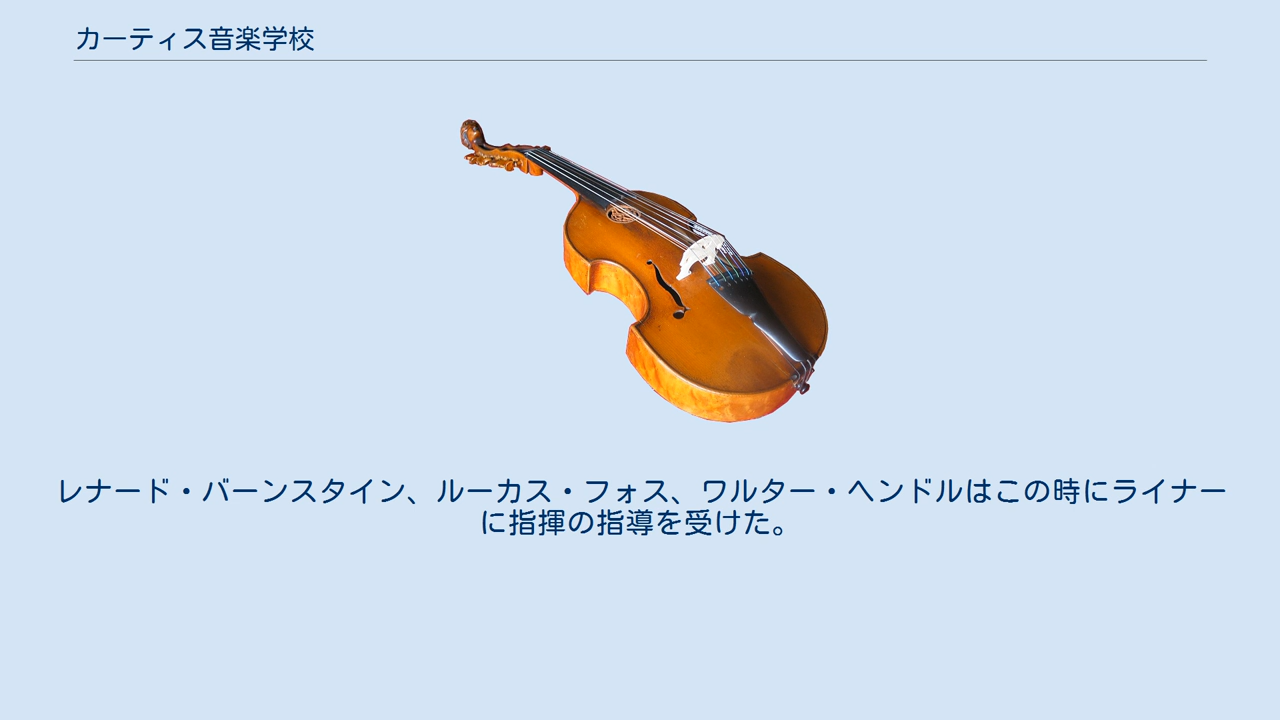 カーティス音楽学校
レナード・バーンスタイン、ルーカス・フォス、ワルター・ヘンドルはこの時にライナー
に指揮の指導を受けた。